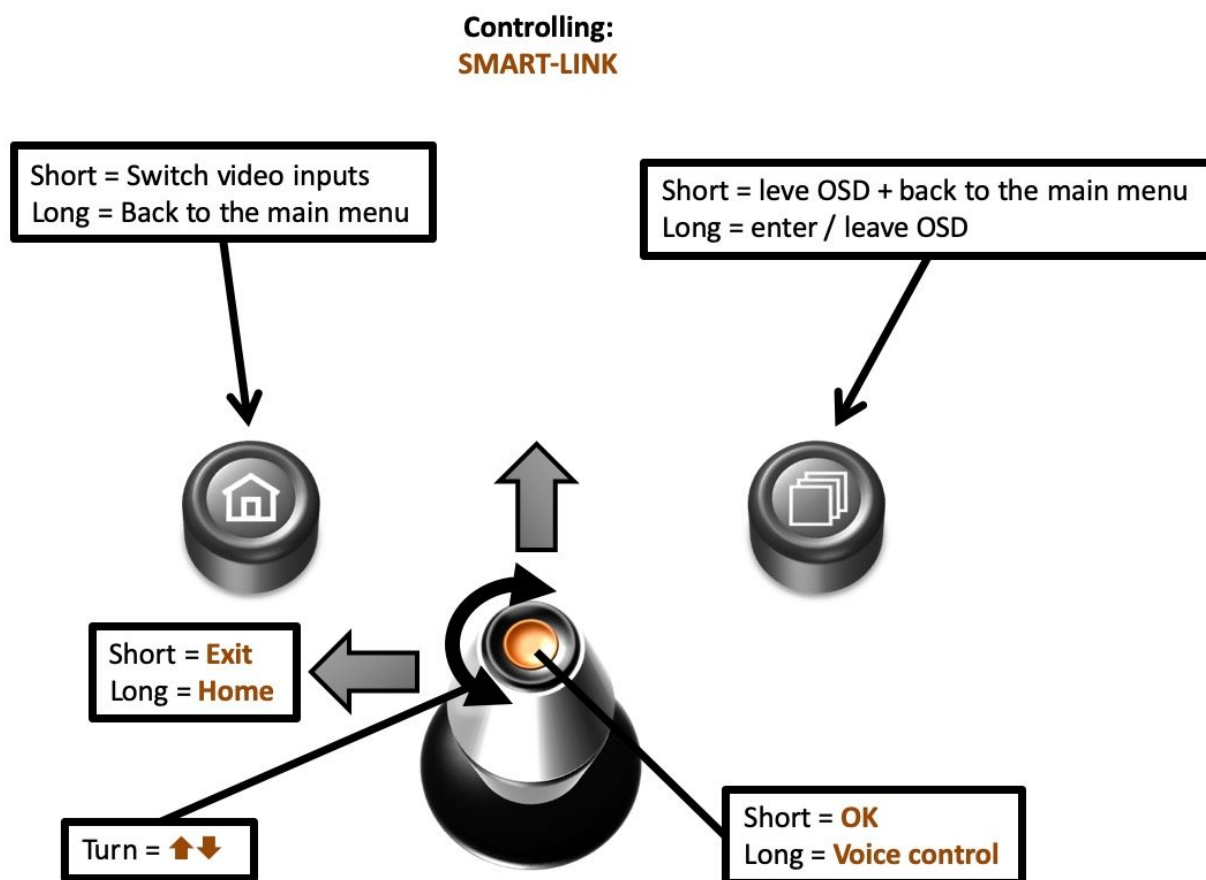 Controlling:
SMART-LINK
Short = Switch video inputs
Long = Back to the main menu
Short = leve OSD + back to the main menu
Long = enter / leave OSD
Short = Exit
Long = Home
Turn = ⬆⬇
Short = OK
Long = Voice control